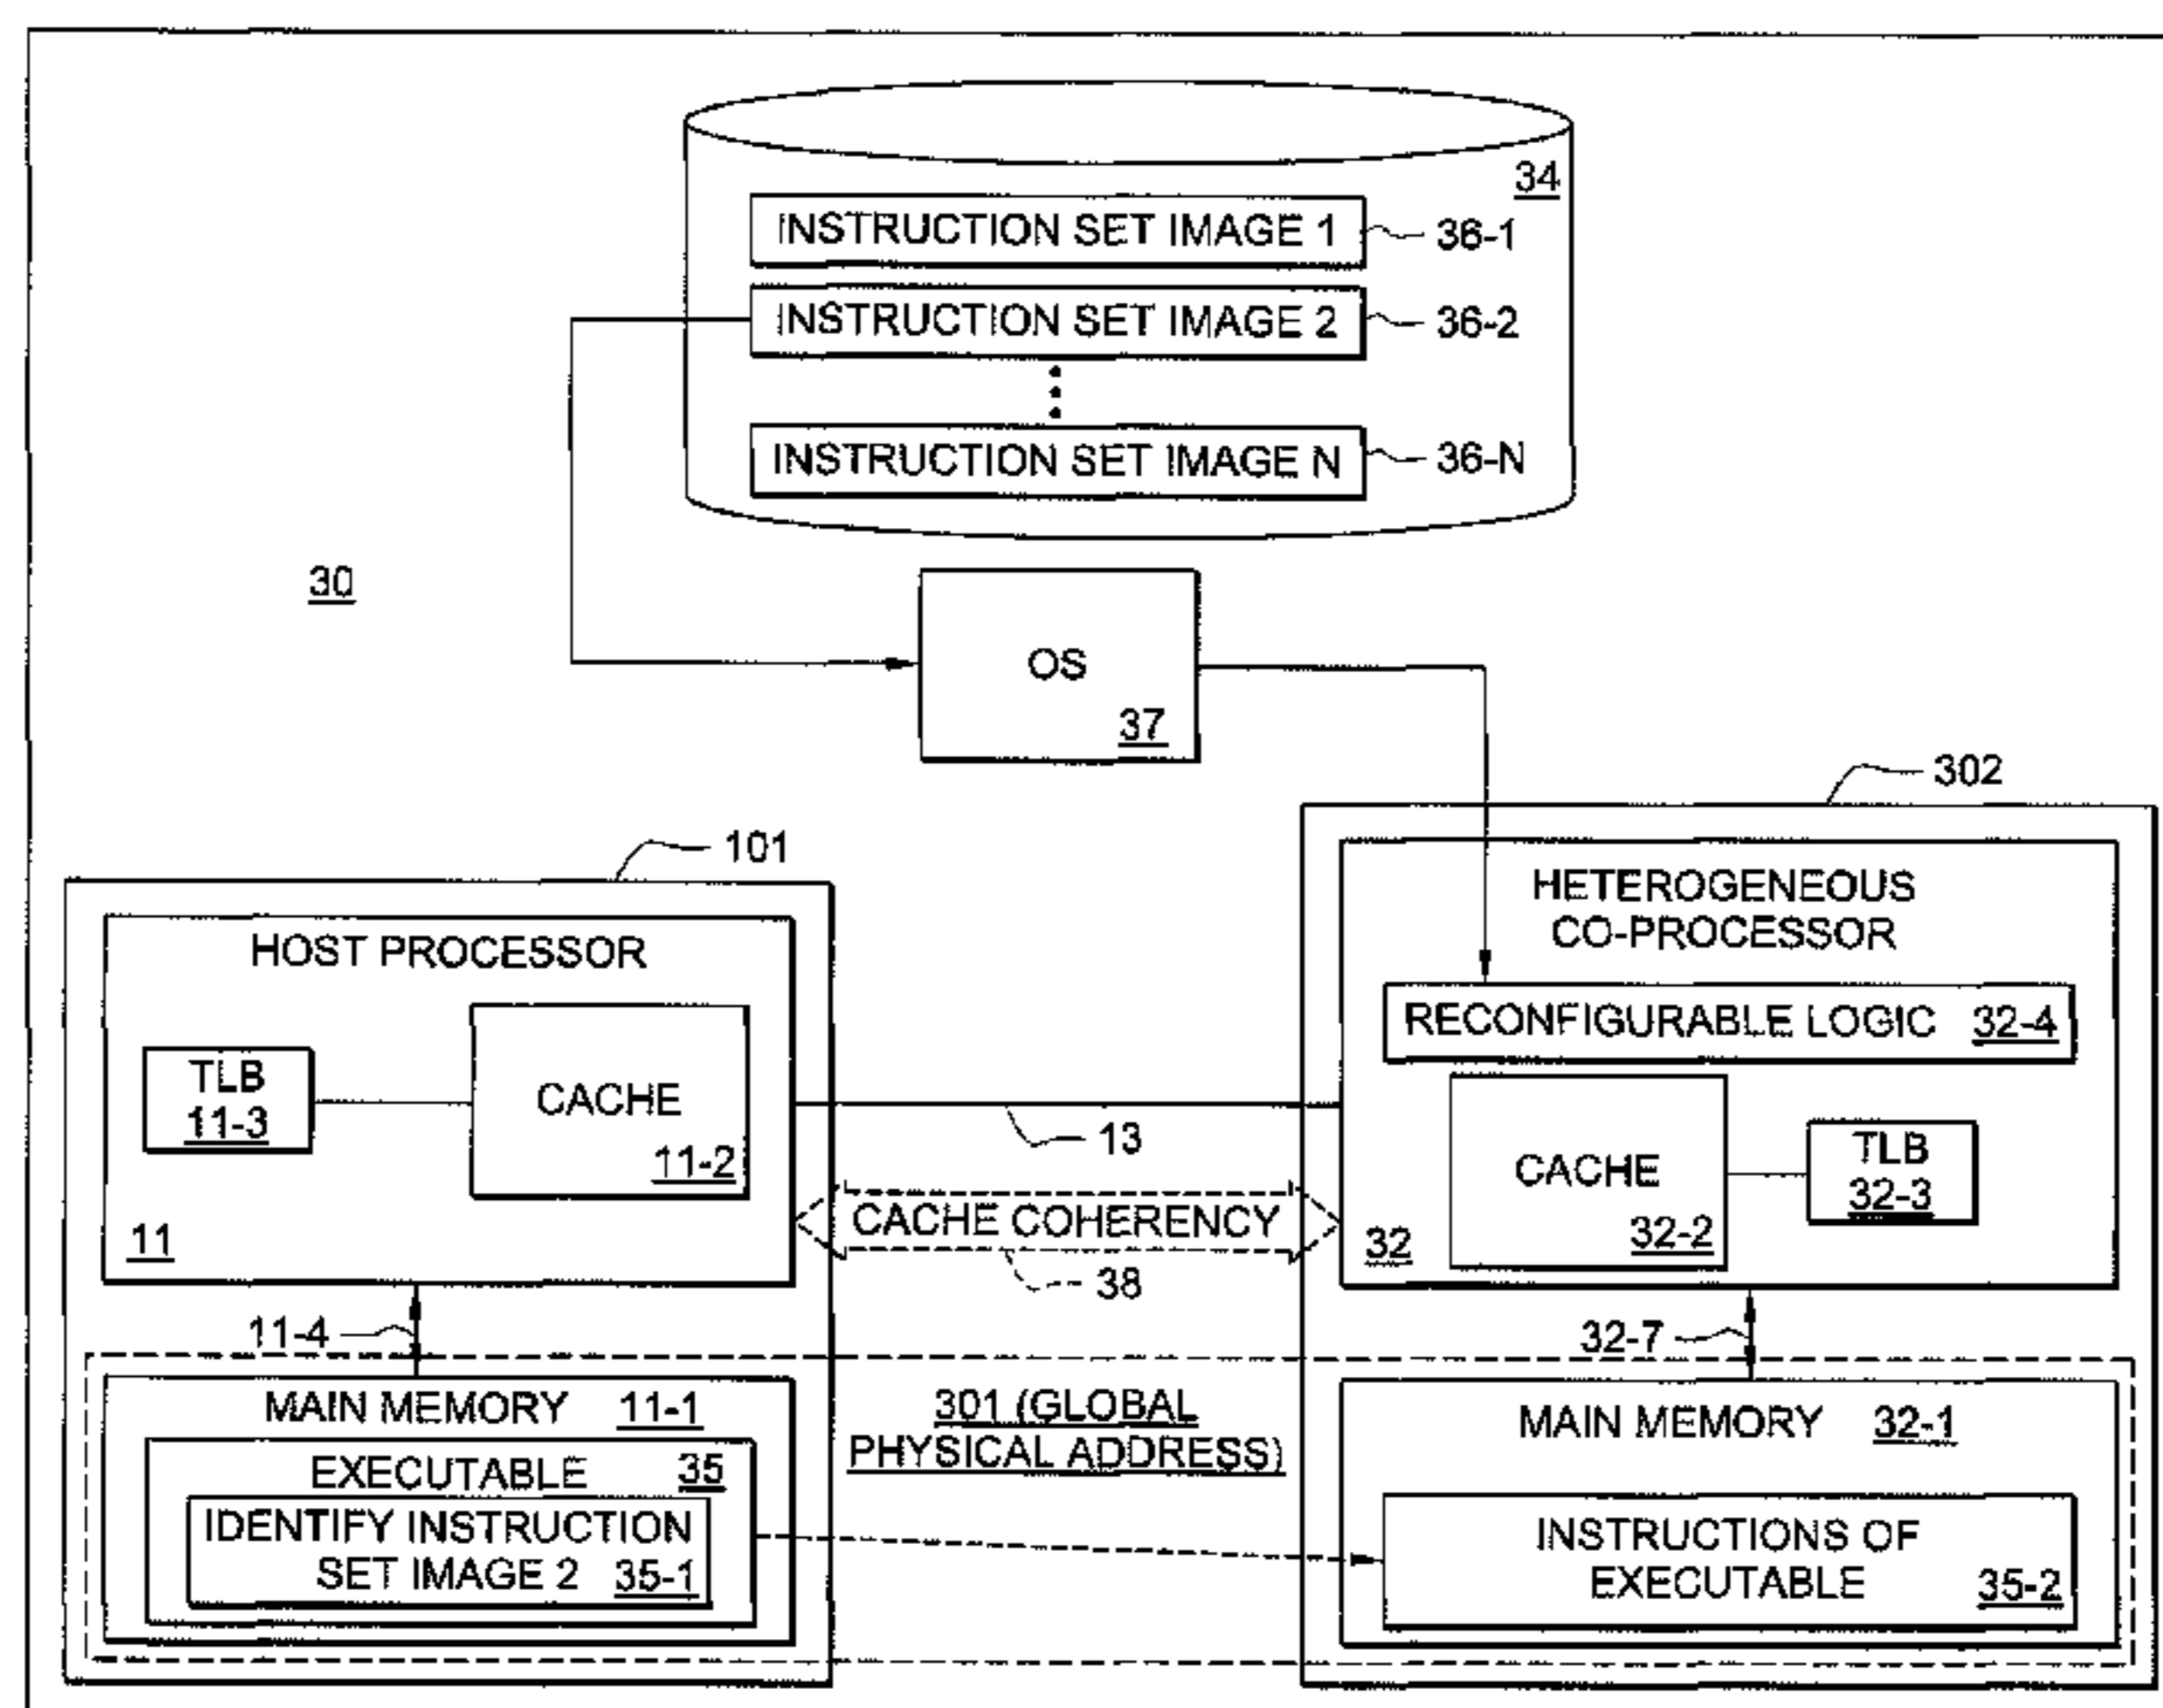 34
INSTRUCTION SET IMAGE 1
36-1
INSTRUCTION SET IMAGE 2
36-2
INSTRUCTION SET IMAGE N
36-N
30
OS
37
302
101
HOST PROCESSOR
TLB
11-3
CACHE
11-2
11
13
CACHE COHERENCY
38
HETEROGENEOUS
CO-PROCESSOR
RECONFIGURABLE LOGIC 32-4
CACHE
32-2
TLB
32-3
32
11-4
32-7
MAIN MEMORY 11-1
EXECUTABLE 35
IDENTIFY INSTRUCTION
SET IMAGE 2 35-1
301 (GLOBAL
PHYSICAL ADDRESS)
MAIN MEMORY 32-1
INSTRUCTIONS OF
EXECUTABLE 35-2